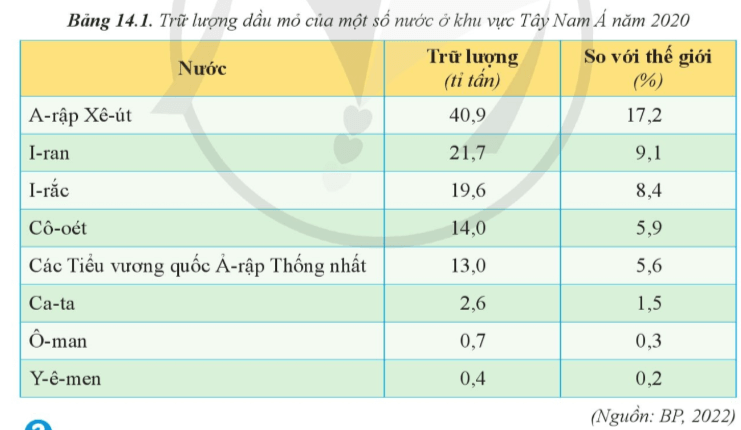 Bảng 14.1. Trữ lượng dầu mỏ của một số nước ở khu vực Tây Nam Á năm 2020
Nước Trữ lượng (tỉ tấn) So với thế giới (%)
A-rập Xê-út 40,9 17,2
I-ran 21,7 9,1
I-rắc 19,6 8,4
Cô-oét 14,0 5,9
Các Tiểu vương quốc Ả-rập Thống nhất 13,0 5,6
Ca-ta 2,6 1,5
Ô-man 0,7 0,3
Y-ê-men 0,4 0,2
(Nguồn: BP, 2022)